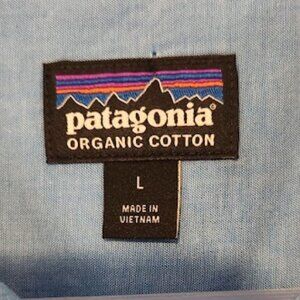 patagonia®
ORGANIC COTTON
L
MADE IN
VIETNAM